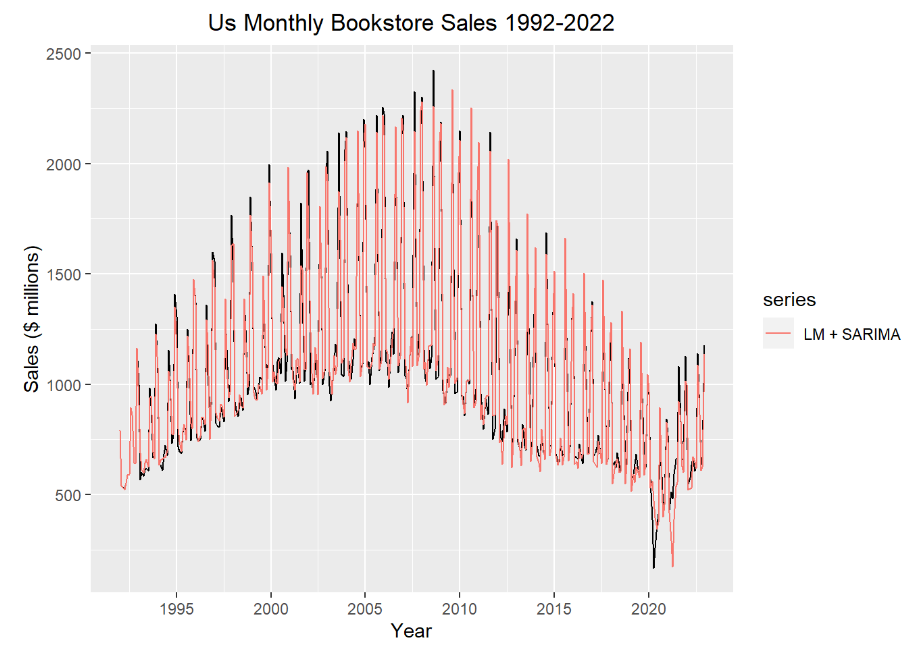 Us Monthly Bookstore Sales 1992-2022
2500
2000
1500
1000
500
Sales ($ millions)
1995 2000 2005 2010 2015 2020
Year
series
LM + SARIMA